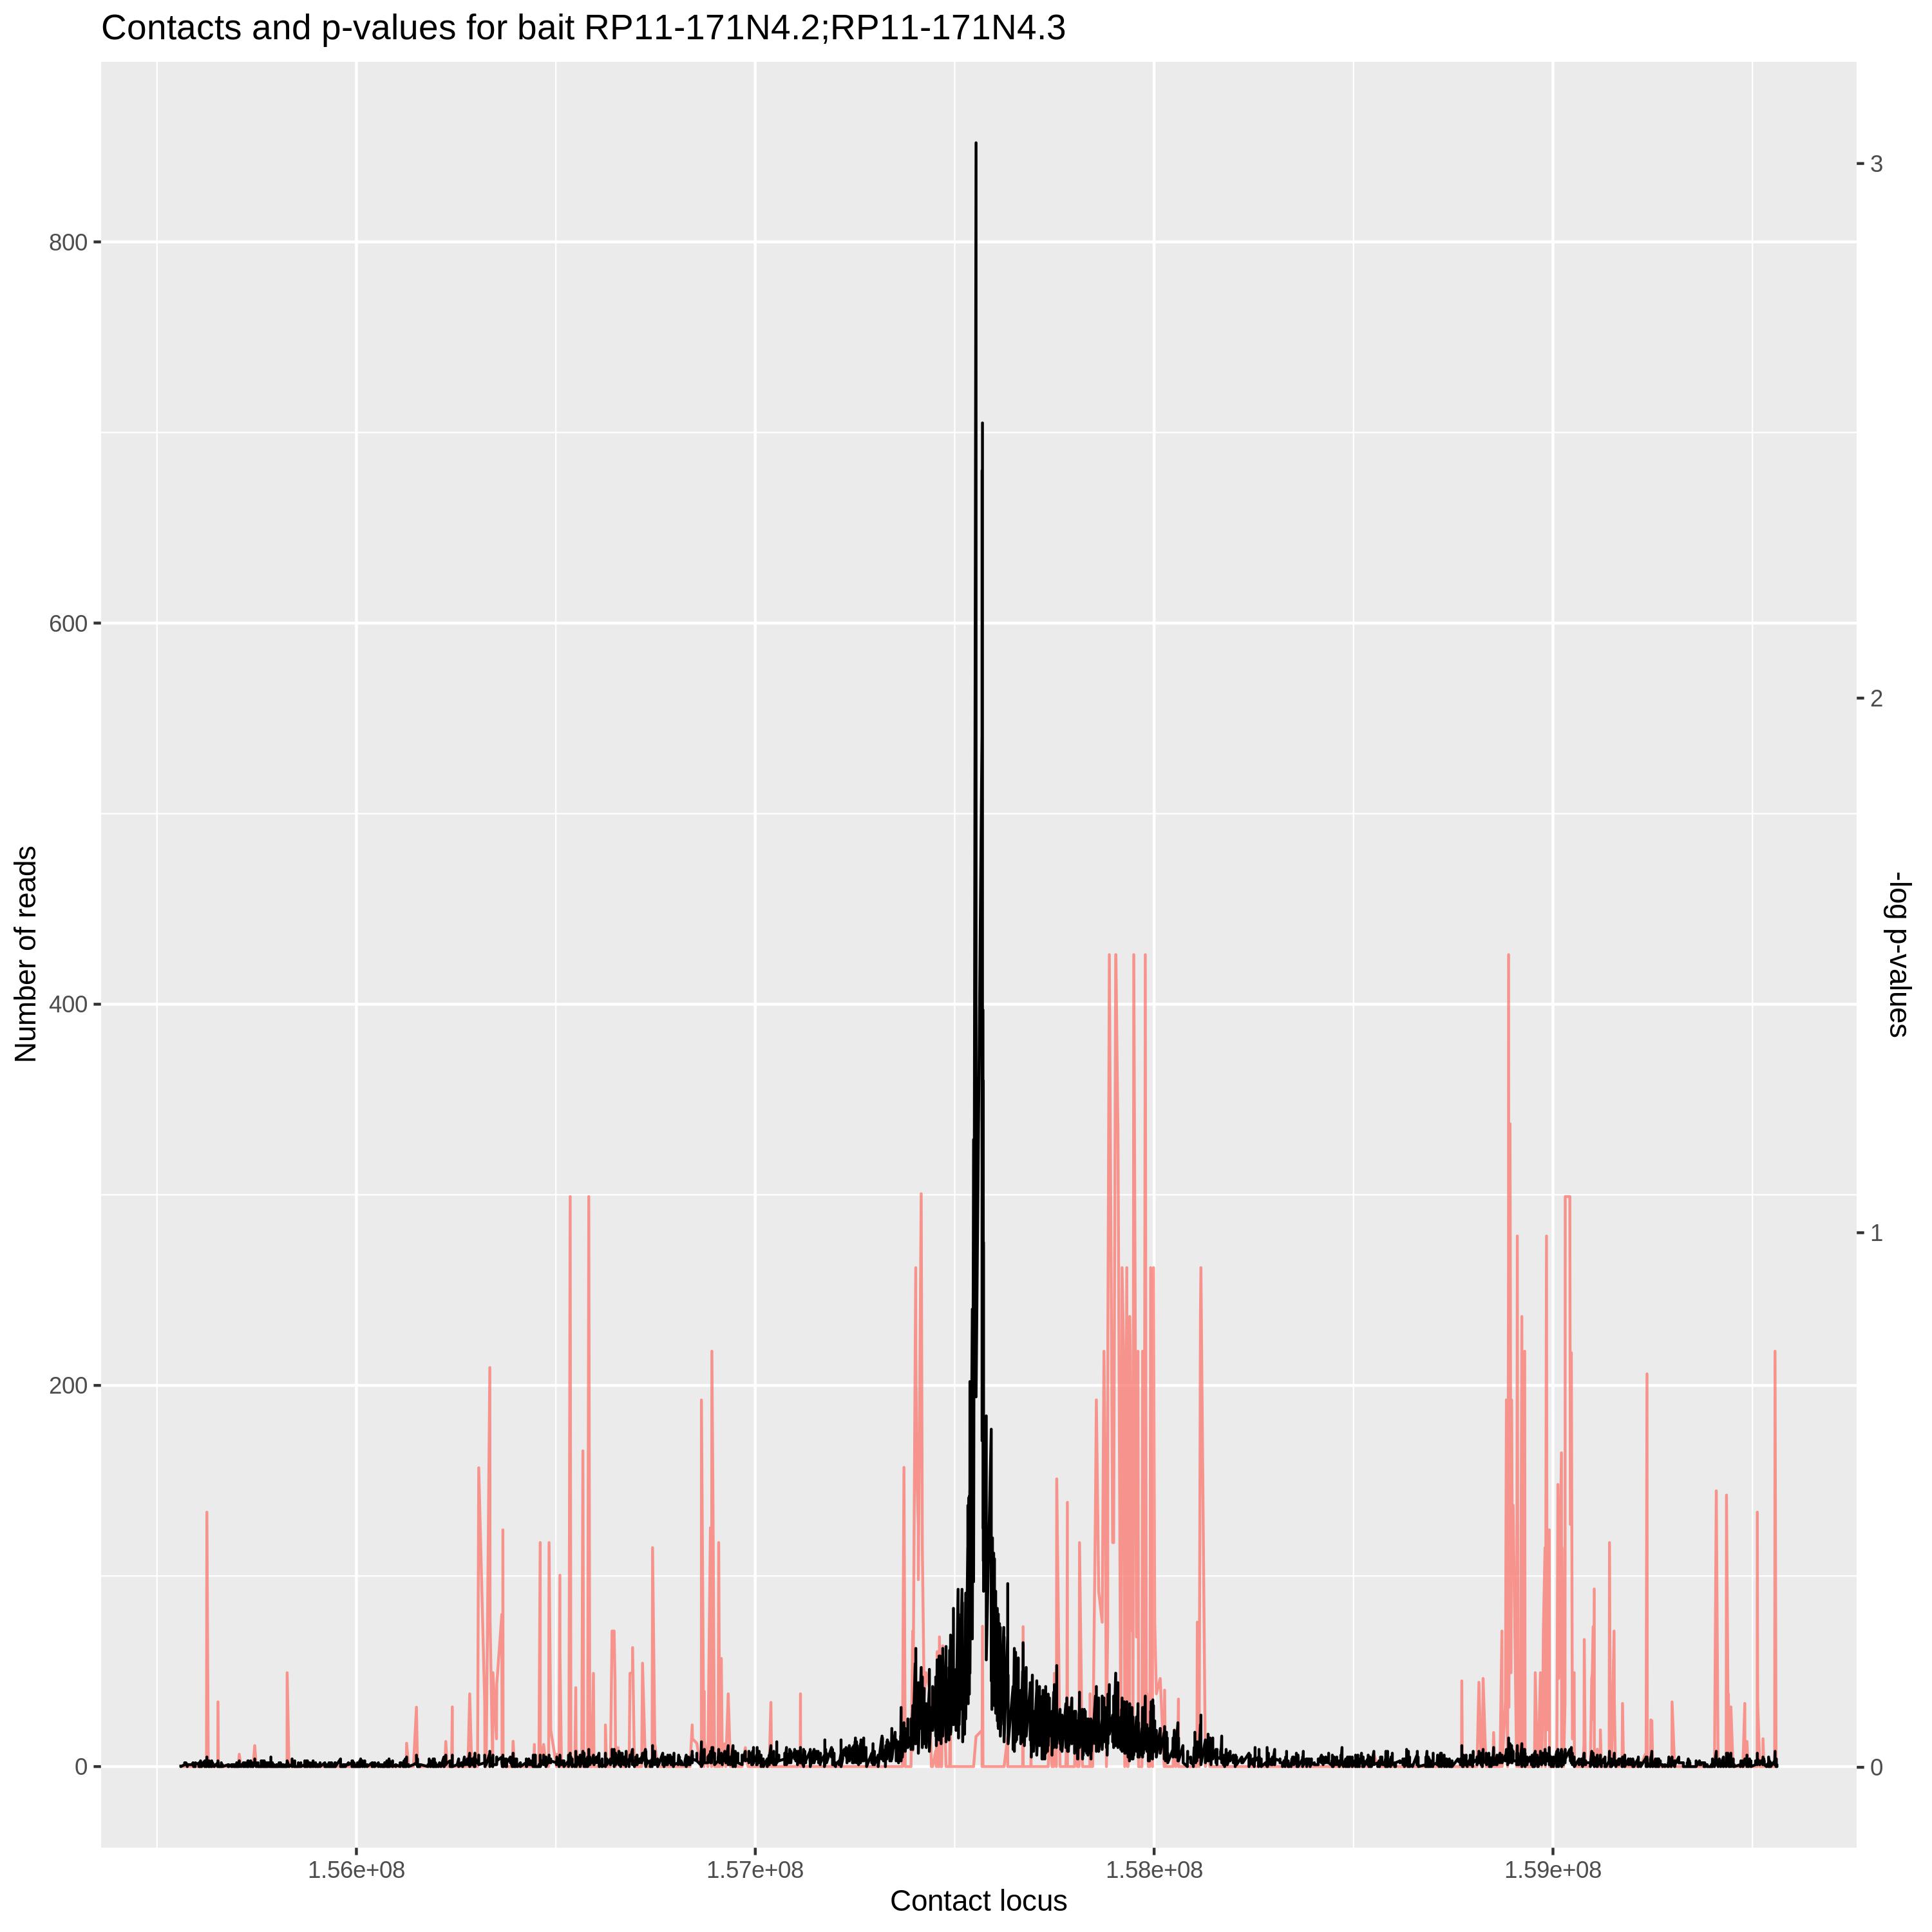 Contacts and p-values for bait RP11-171N4.2;RP11-171N4.3
Number of reads
800
600
400
200
0
3
2
1
0
-log p-values
1.56e+08
1.57e+08
1.58e+08
1.59e+08
Contact locus